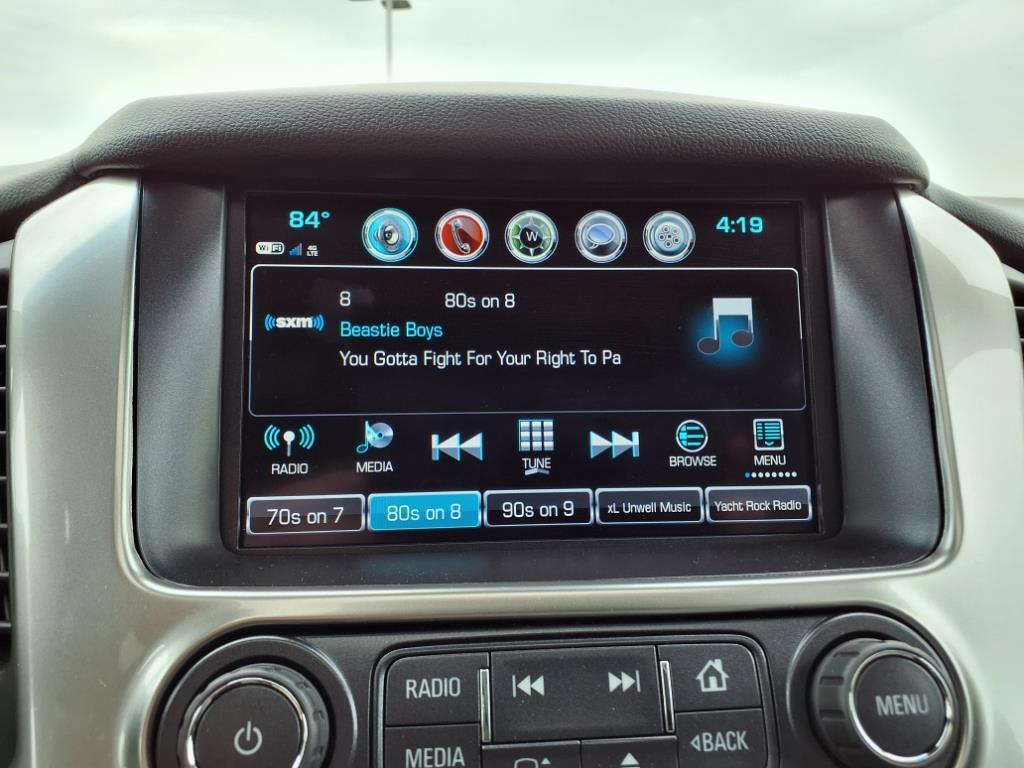 84°
4:19
W
Wi Fi
4G
LTE
8 80s on 8
((sxm))
Beastie Boys
You Gotta Fight For Your Right To Pa
RADIO
MEDIA
TUNE
BROWSE
MENU
70s on 7
80s on 8
90s on 9
xL Unwell Music
Yacht Rock Radio
RADIO
MENU
MEDIA
BACK